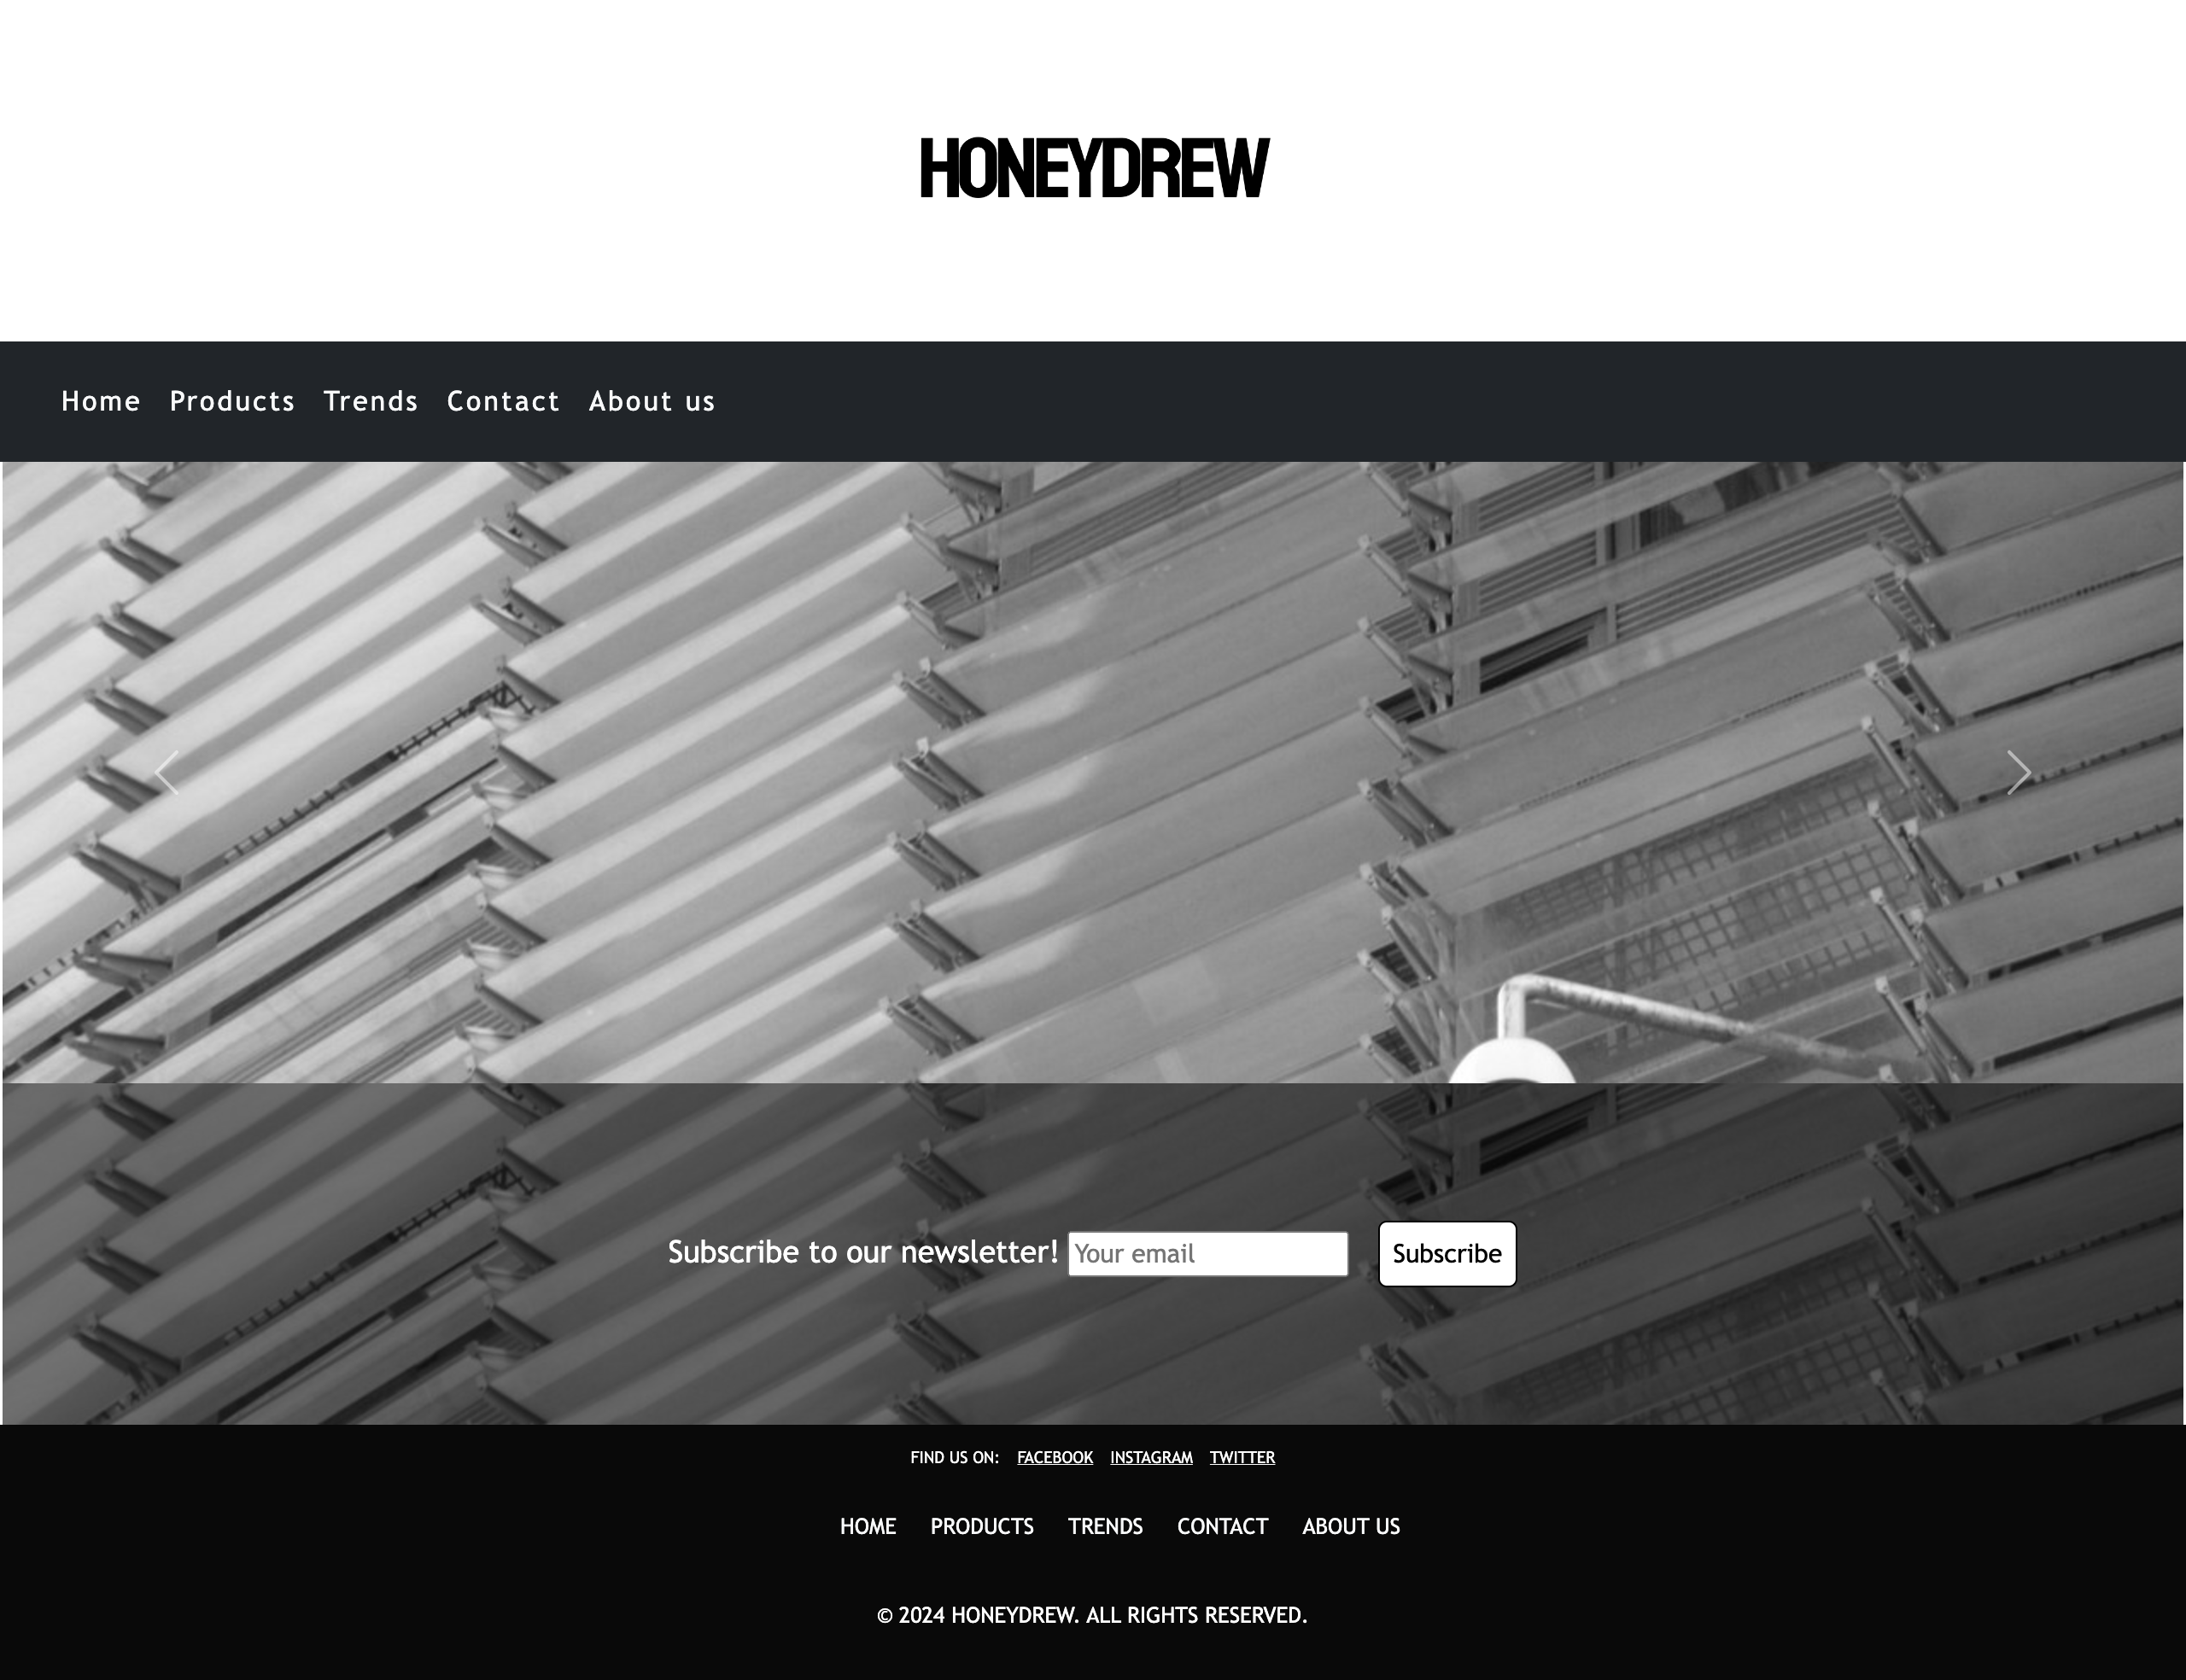 HONEYDREW
Home Products Trends Contact About us
Subscribe to our newsletter! Your email Subscribe
FIND US ON: FACEBOOK INSTAGRAM TWITTER
HOME PRODUCTS TRENDS CONTACT ABOUT US
© 2024 HONEYDREW. ALL RIGHTS RESERVED.